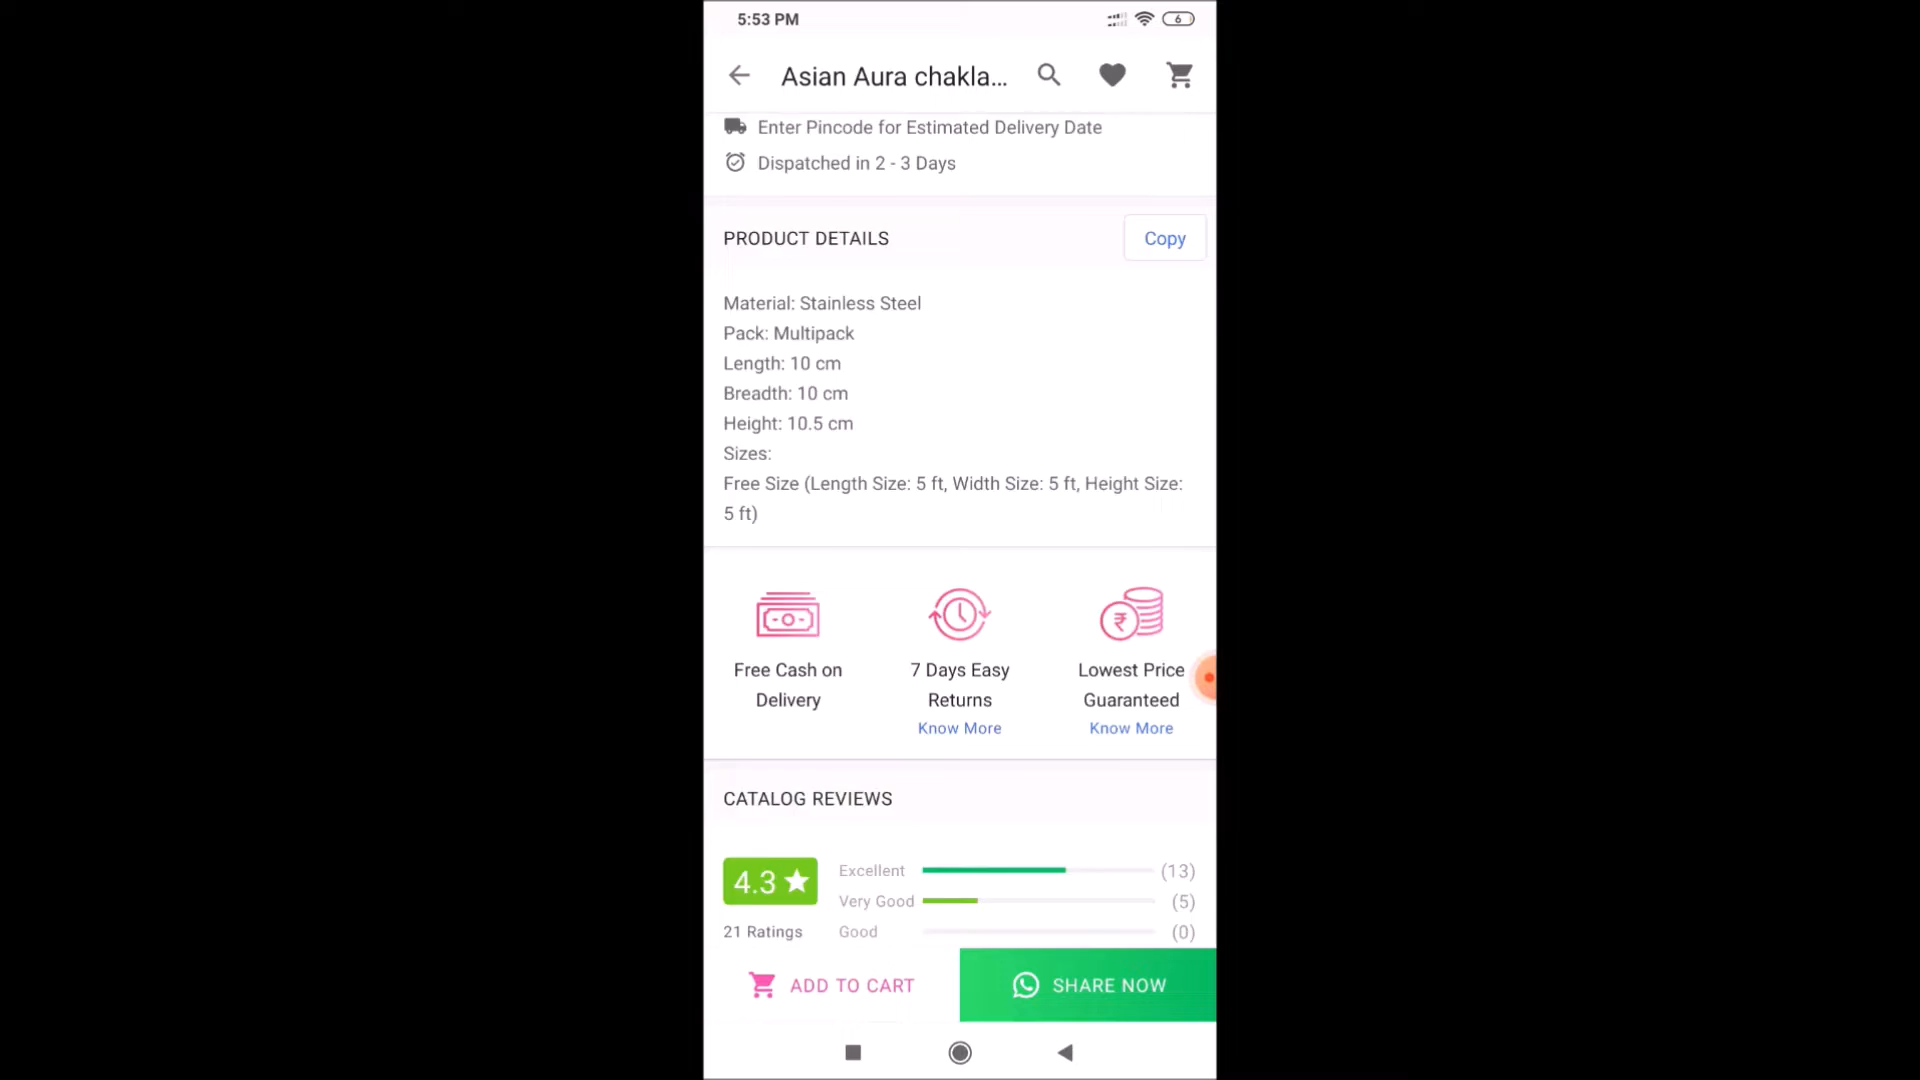 5:53 PM
6
Asian Aura chakla...
Enter Pincode for Estimated Delivery Date
Dispatched in 2 - 3 Days
PRODUCT DETAILS
Copy
Material: Stainless Steel
Pack: Multipack
Length: 10 cm
Breadth: 10 cm
Height: 10.5 cm
Sizes:
Free Size (Length Size: 5 ft, Width Size: 5 ft, Height Size:
5 ft)
₹
Free Cash on
Delivery
7 Days Easy
Returns
Know More
Lowest Price
Guaranteed
Know More
CATALOG REVIEWS
4.3
21 Ratings
Excellent (13)
Very Good (5)
Good (0)
ADD TO CART
SHARE NOW